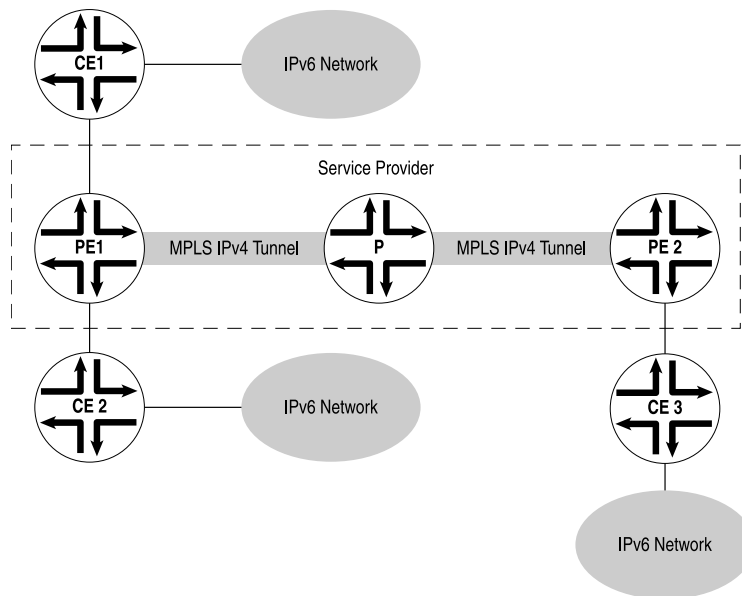 CE1
IPv6 Network
Service Provider
PE1
MPLS IPv4 Tunnel
P
MPLS IPv4 Tunnel
PE 2
CE 2
IPv6 Network
CE 3
IPv6 Network